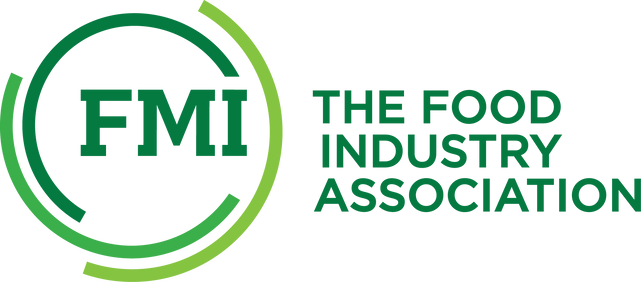 FMI
THE FOOD
INDUSTRY
ASSOCIATION